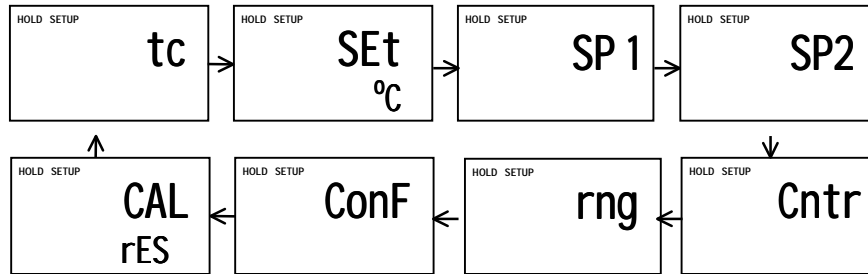 HOLD SETUP
tc
HOLD SETUP
SEt
ºC
HOLD SETUP
SP 1
HOLD SETUP
SP2
HOLD SETUP
CAL
rES
HOLD SETUP
ConF
HOLD SETUP
rng
HOLD SETUP
Cntr